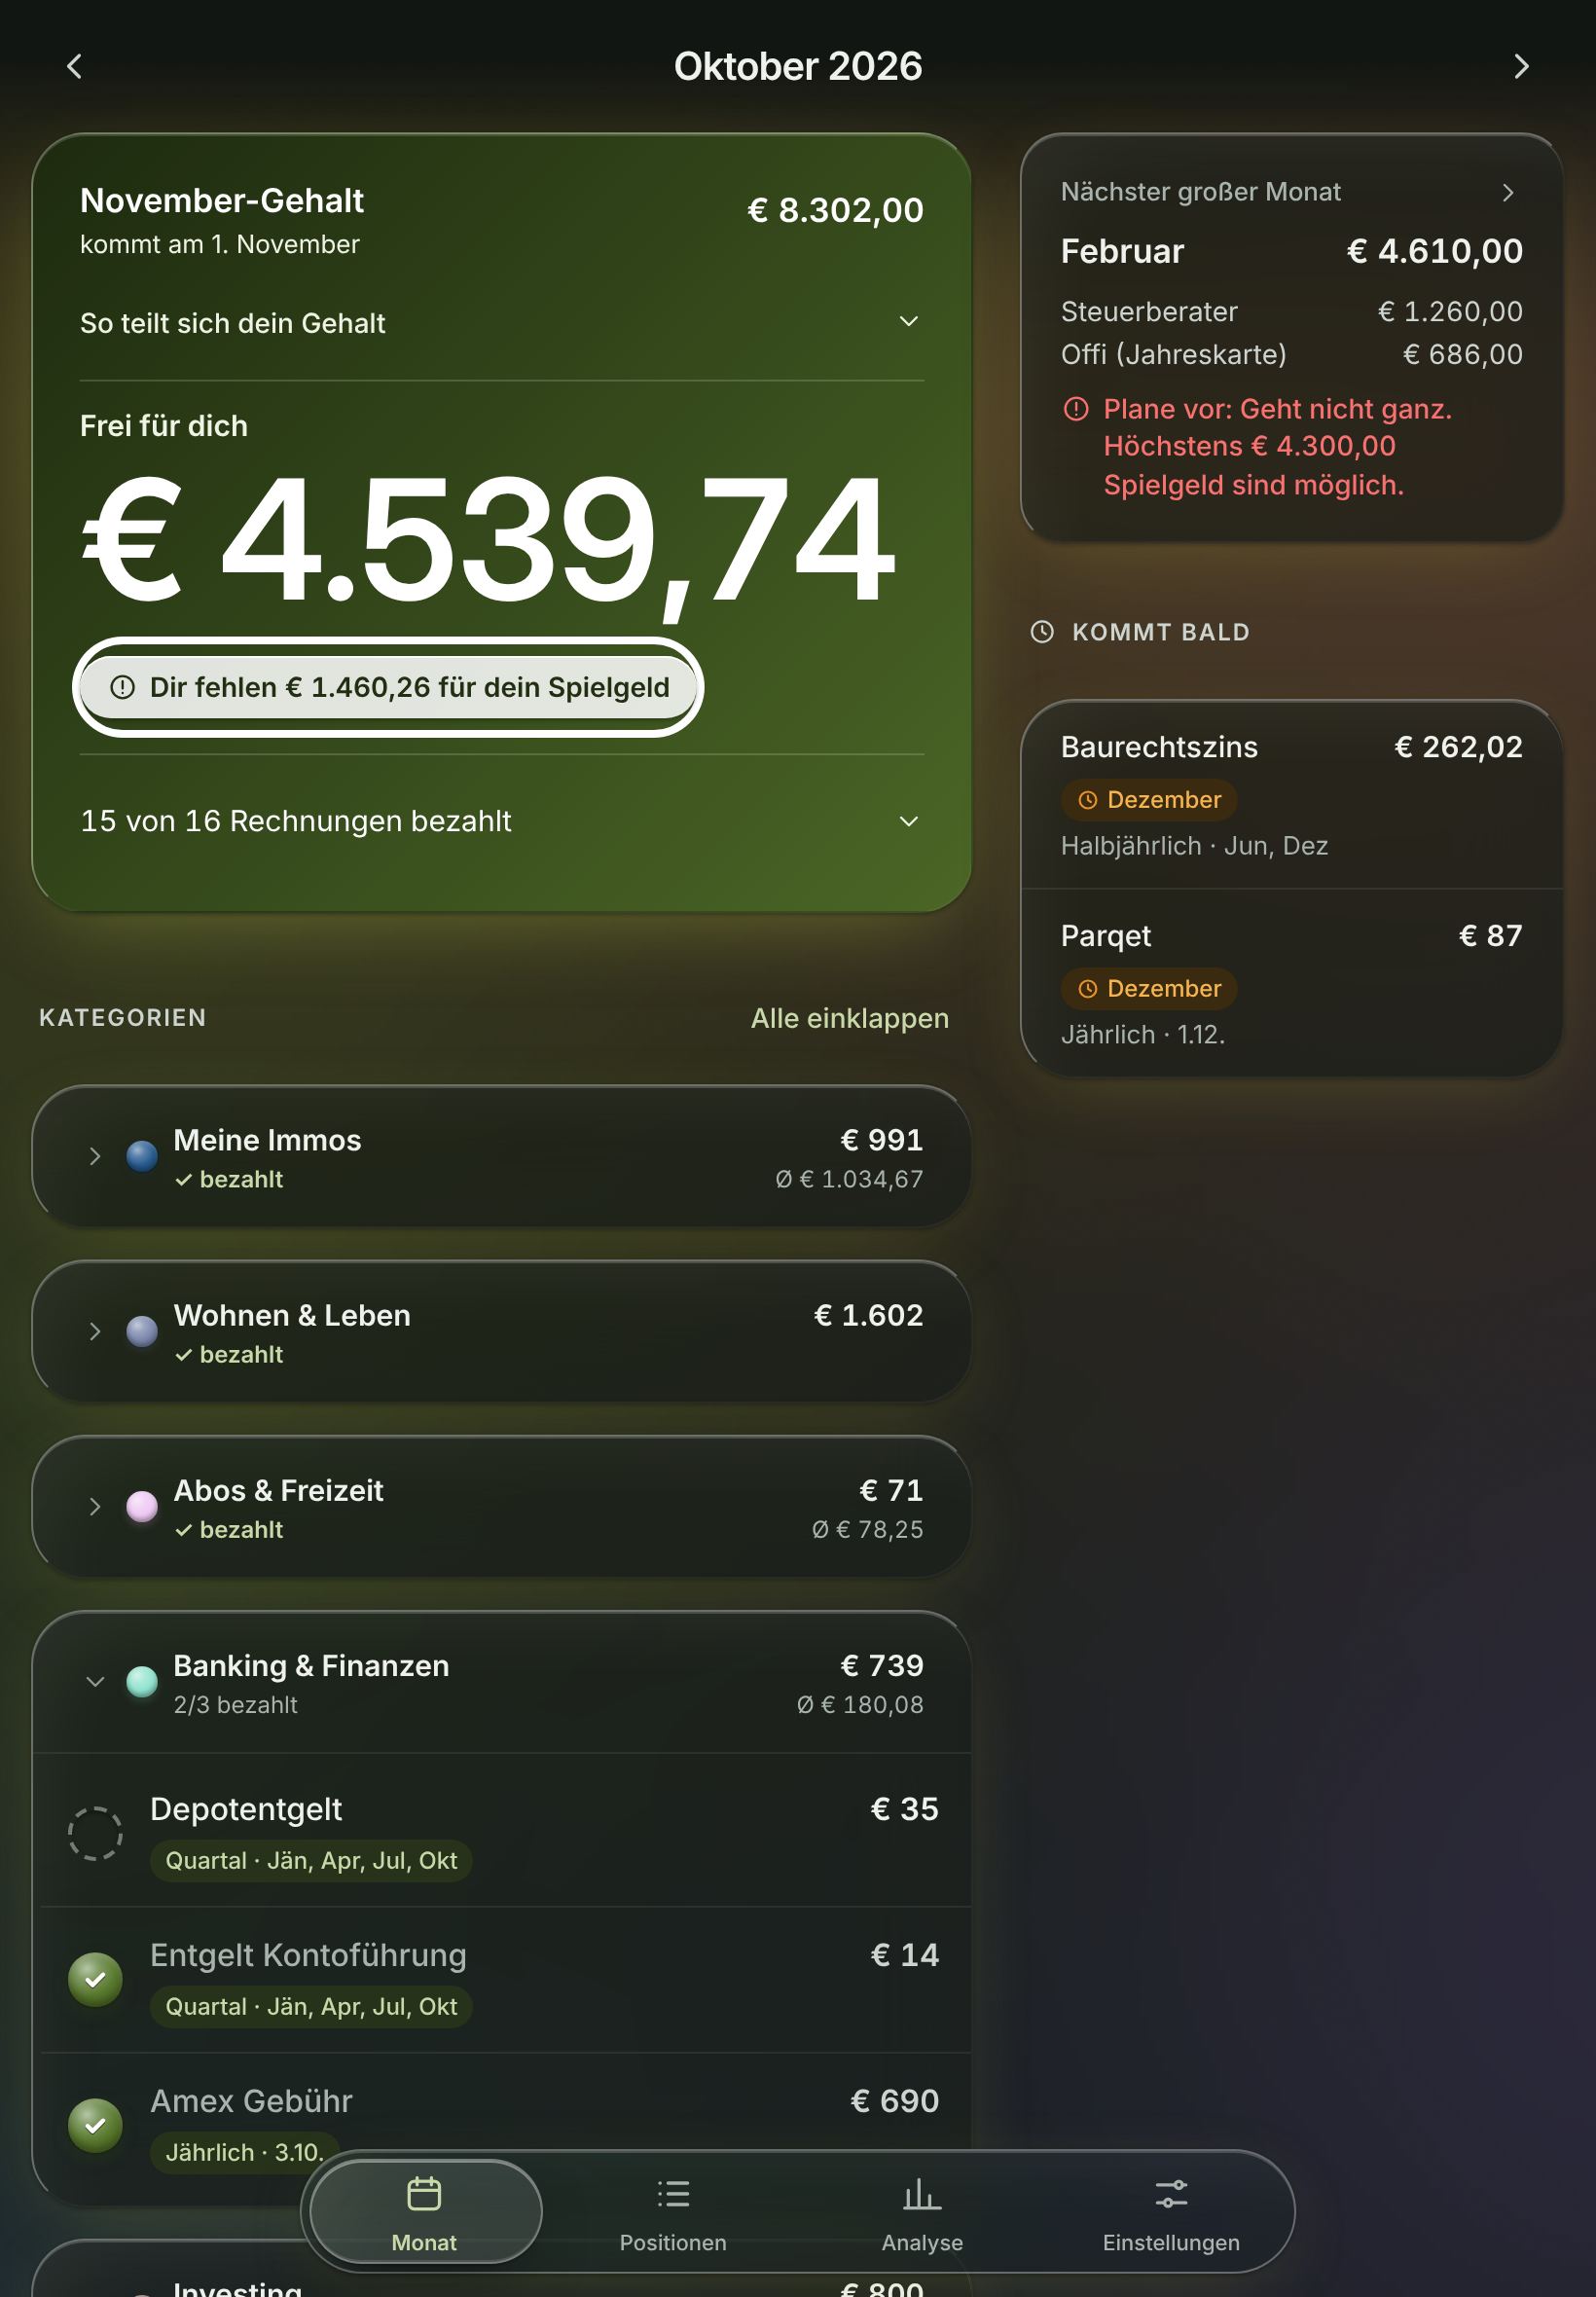 Oktober 2026
November-Gehalt
€ 8.302,00
kommt am 1. November
So teilt sich dein Gehalt
Frei für dich
€ 4.539,74
Dir fehlen € 1.460,26 für dein Spielgeld
15 von 16 Rechnungen bezahlt
Nächster großer Monat
Februar
€ 4.610,00
Steuerberater
€ 1.260,00
Offi (Jahreskarte)
€ 686,00
Plane vor: Geht nicht ganz.
Höchstens € 4.300,00
Spielgeld sind möglich.
KOMMT BALD
Baurechtszins
€ 262,02
Dezember
Halbjährlich · Jun, Dez
Parqet
€ 87
Dezember
Jährlich · 1.12.
KATEGORIEN
Alle einklappen
Meine Immos
€ 991
✓ bezahlt
Ø € 1.034,67
Wohnen & Leben
€ 1.602
✓ bezahlt
Abos & Freizeit
€ 71
✓ bezahlt
Ø € 78,25
Banking & Finanzen
€ 739
2/3 bezahlt
Ø € 180,08
Depotentgelt
€ 35
Quartal · Jän, Apr, Jul, Okt
Entgelt Kontoführung
€ 14
Quartal · Jän, Apr, Jul, Okt
Amex Gebühr
€ 690
Jährlich · 3.10.
Investing
€ 800
Monat
Positionen
Analyse
Einstellungen